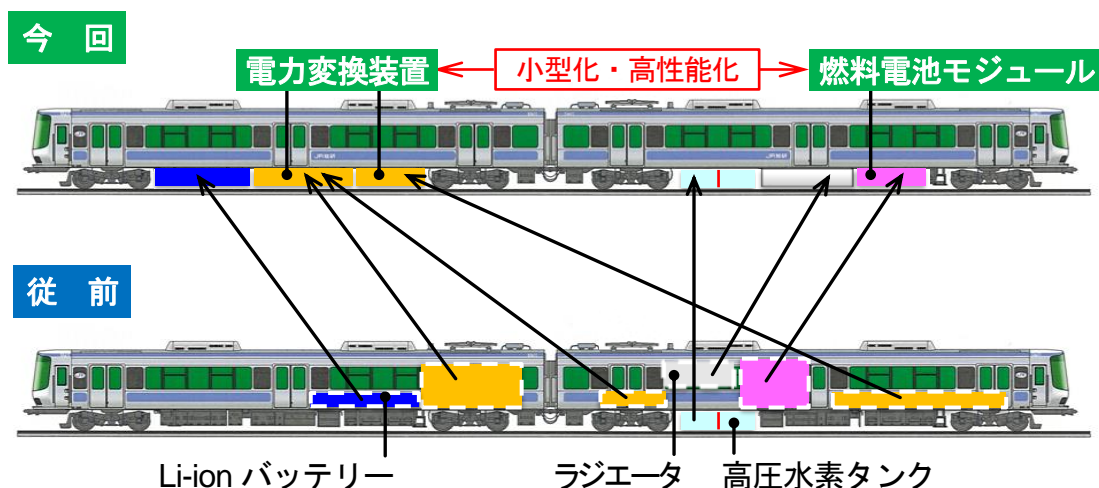 今 回
電力変換装置
小型化・高性能化
燃料電池モジュール
従 前
Li-ion バッテリー
ラジエータ
高圧水素タンク